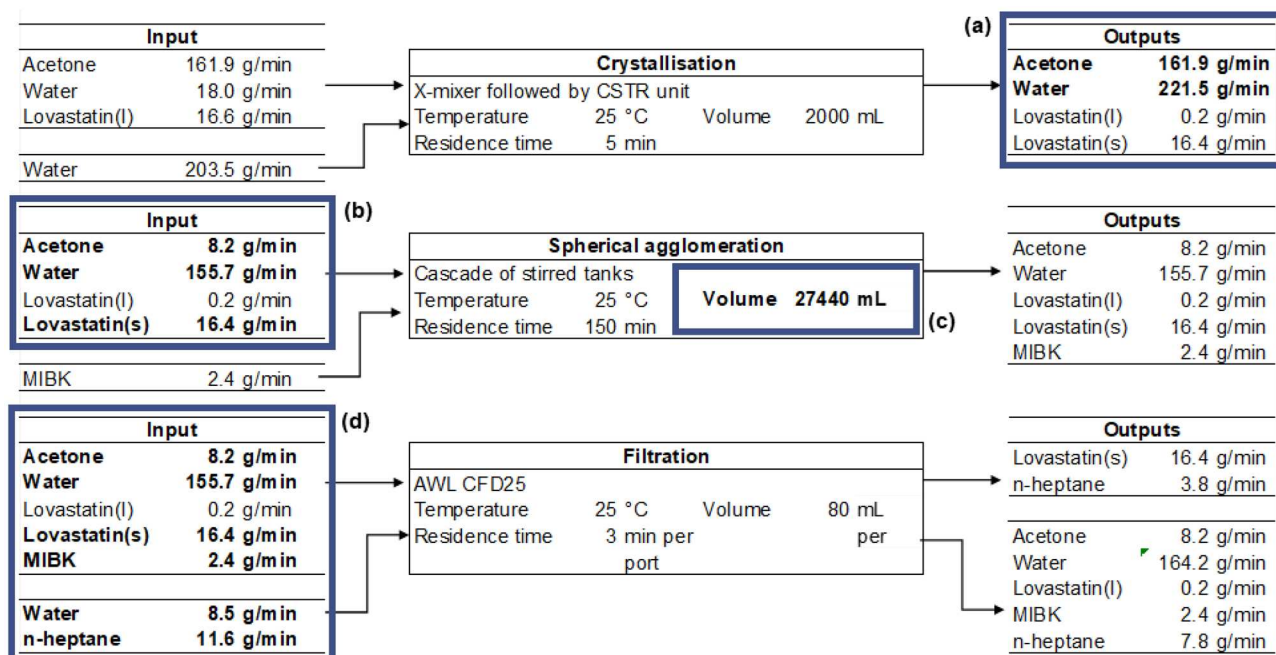 Input
Acetone 161.9 g/min
Water 18.0 g/min
Lovastatin(l) 16.6 g/min
Water 203.5 g/min
Crystallisation
X-mixer followed by CSTR unit
Temperature 25 °C Volume 2000 mL
Residence time 5 min
(a)
Outputs
Acetone 161.9 g/min
Water 221.5 g/min
Lovastatin(l) 0.2 g/min
Lovastatin(s) 16.4 g/min
(b)
Input
Acetone 8.2 g/min
Water 155.7 g/min
Lovastatin(l) 0.2 g/min
Lovastatin(s) 16.4 g/min
MIBK 2.4 g/min
Spherical agglomeration
Cascade of stirred tanks
Temperature 25 °C Volume 27440 mL
Residence time 150 min
(c)
Outputs
Acetone 8.2 g/min
Water 155.7 g/min
Lovastatin(l) 0.2 g/min
Lovastatin(s) 16.4 g/min
MIBK 2.4 g/min
(d)
Input
Acetone 8.2 g/min
Water 155.7 g/min
Lovastatin(l) 0.2 g/min
Lovastatin(s) 16.4 g/min
MIBK 2.4 g/min
Water 8.5 g/min
n-heptane 11.6 g/min
Filtration
AWL CFD25
Temperature 25 °C Volume 80 mL
Residence time 3 min per per
port
Outputs
Lovastatin(s) 16.4 g/min
n-heptane 3.8 g/min
Acetone 8.2 g/min
Water 164.2 g/min
Lovastatin(l) 0.2 g/min
MIBK 2.4 g/min
n-heptane 7.8 g/min